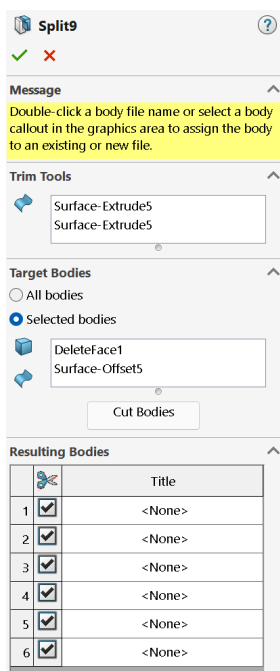 Split9
?
Message
Double-click a body file name or select a body
callout in the graphics area to assign the body
to an existing or new file.
Trim Tools
Surface-Extrude5
Surface-Extrude5
Target Bodies
All bodies
Selected bodies
DeleteFace1
Surface-Offset5
Cut Bodies
Resulting Bodies
Title
1 <None>
2 <None>
3 <None>
4 <None>
5 <None>
6 <None>